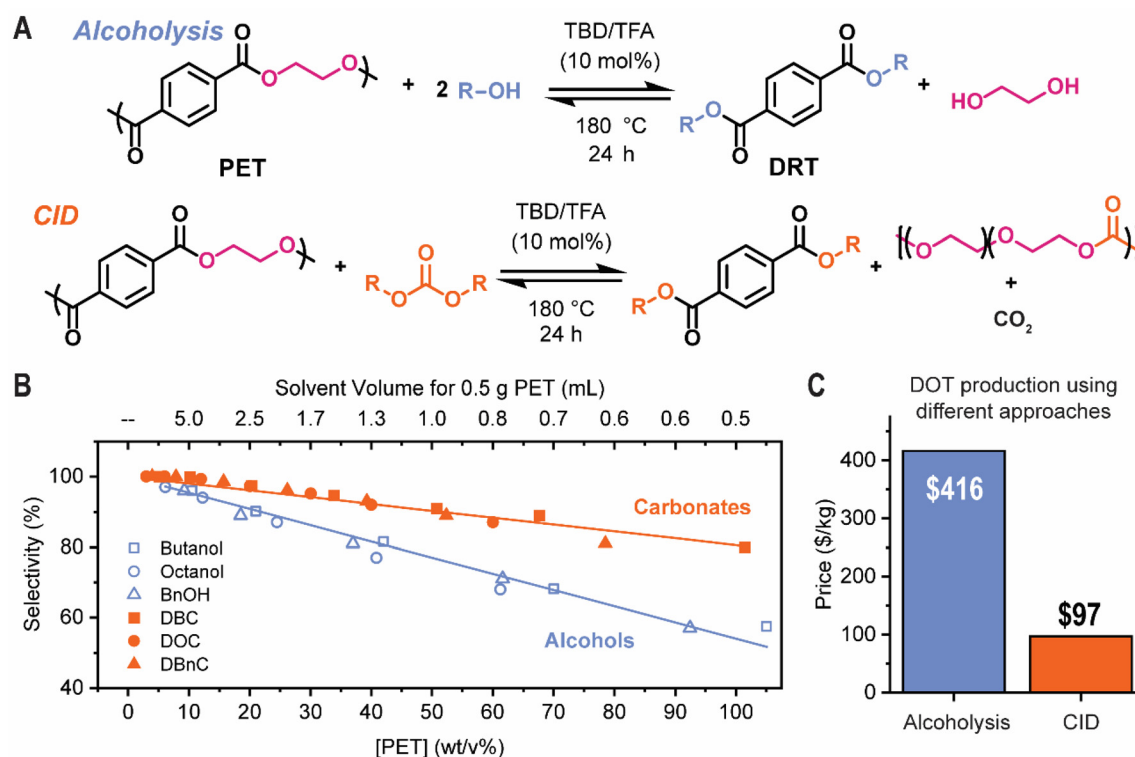 A
Alcoholysis
O
O
O
O
PET
+
2 R-OH
TBD/TFA
(10 mol%)
180 °C
24 h
O
O
R
R
O
O
DRT
+
HO
OH
CID
O
O
O
O
+
R
O
O
O
R
TBD/TFA
(10 mol%)
180 °C
24 h
O
O
R
R
O
O
+
O
O
O
O
+
CO2
B
Solvent Volume for 0.5 g PET (mL)
-- 5.0 2.5 1.7 1.3 1.0 0.8 0.7 0.6 0.6 0.5
Selectivity (%)
100
80
60
40
Carbonates
Alcohols
Butanol
Octanol
BnOH
DBC
DOC
DBnC
0 10 20 30 40 50 60 70 80 90 100
[PET] (wt/v%)
C
DOT production using
different approaches
Price ($/kg)
400
300
200
100
0
$416
$97
Alcoholysis
CID